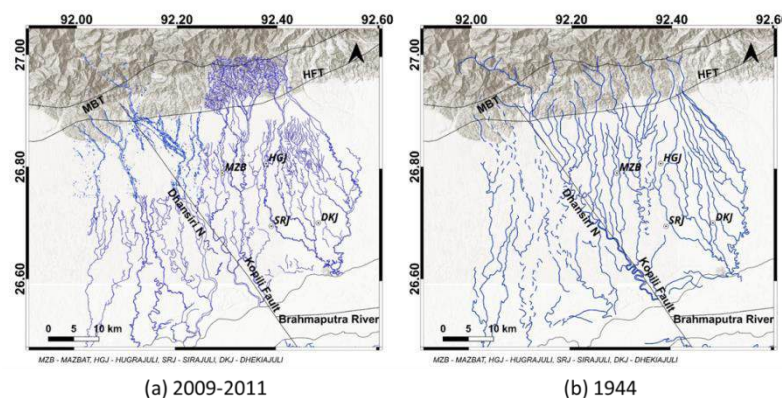 92.00 92.20 92.40 92.60
27.00
26.80
26.60
MBT
HFT
MZB
HGJ
SRJ
DKJ
Dhansiri N
Kopili Fault
Brahmaputra River
0 5 10 km
MZB - MAZBAT, HGJ - HUGRAJULI, SRJ - SIRAJULI, DKJ - DHEKIAJULI
(a) 2009-2011
92.00 92.20 92.40 92.60
27.00
26.80
26.60
MBT
HFT
MZB
HGJ
SRJ
DKJ
Dhansiri N
Kopili Fault
Brahmaputra River
0 5 10 km
MZB - MAZBAT, HGJ - HUGRAJULI, SRJ - SIRAJULI, DKJ - DHEKIAJULI
(b) 1944